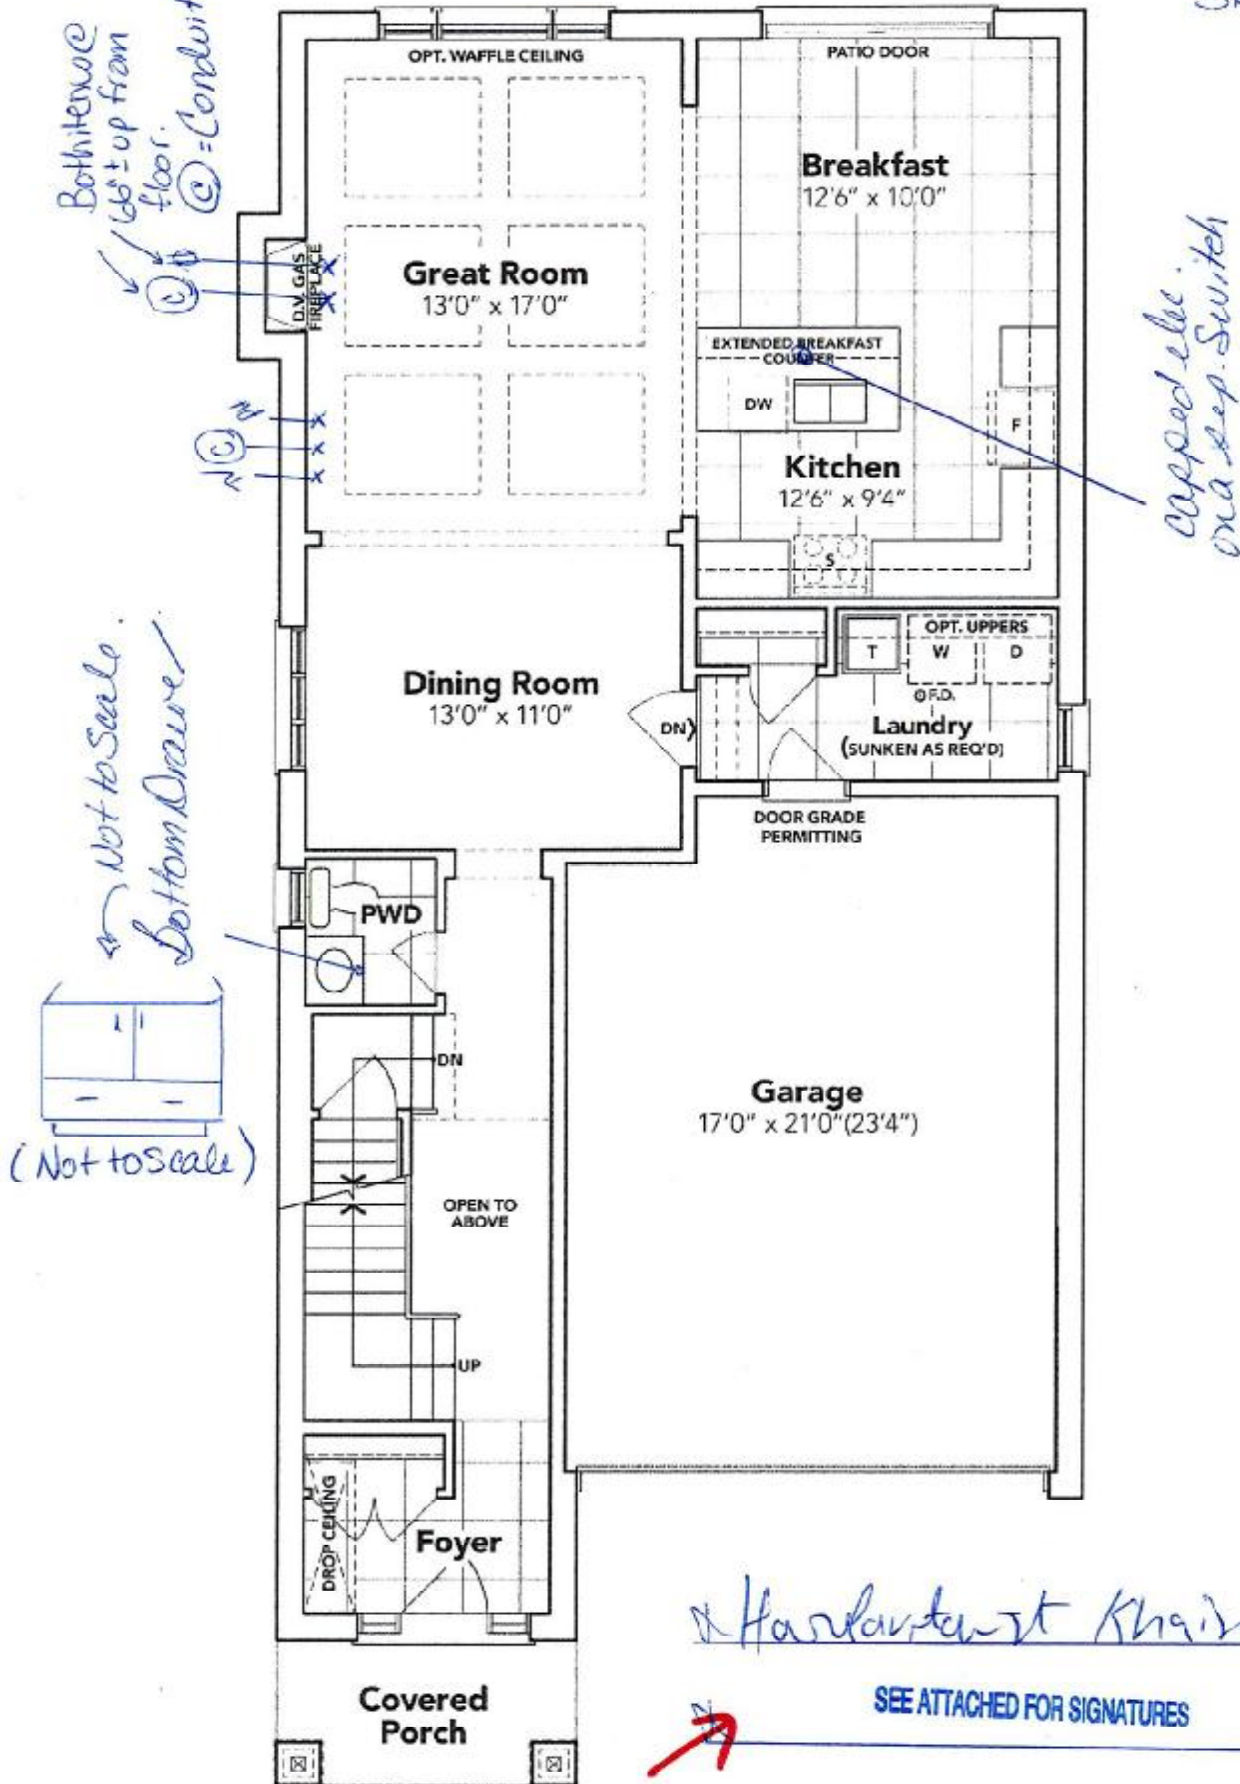 Both items @
66"± up from
floor.
Ⓒ = Conduit
OPT. WAFFLE CEILING
PATIO DOOR
Breakfast
12'6" x 10'0"
D.V. GAS
FIREPLACE
Great Room
13'0" x 17'0"
C
EXTENDED BREAKFAST
COUNTER
DW
F
C
Kitchen
12'6" x 9'4"
capped elec.
on a sep. Switch
S
OPT. UPPERS
T
W
D
F.D.
Dining Room
13'0" x 11'0"
DN
Laundry
(SUNKEN AS REQ'D)
Not to Scale.
Bottom Drawer
DOOR GRADE
PERMITTING
PWD
DN
(Not to Scale)
Garage
17'0" x 21'0"(23'4")
OPEN TO
ABOVE
UP
DROP CEILING
Foyer
SEE ATTACHED FOR SIGNATURES
Covered
Porch